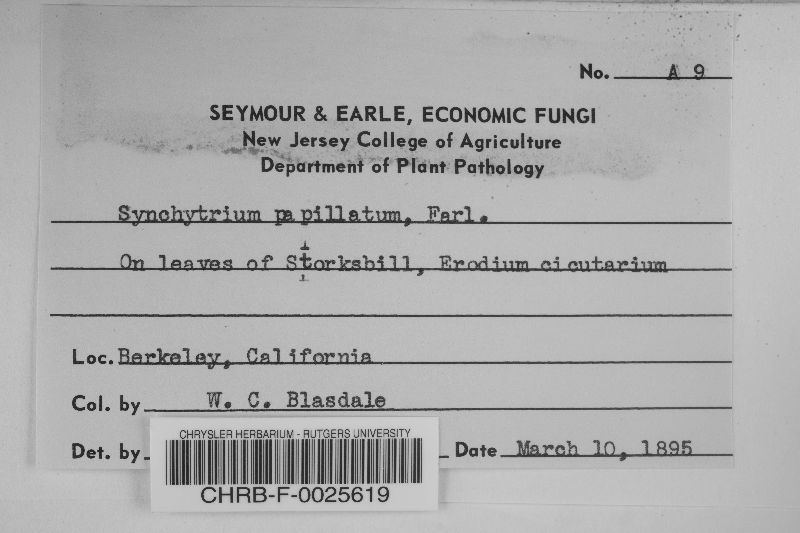 No. A 9
SEYMOUR & EARLE, ECONOMIC FUNGI
New Jersey College of Agriculture
Department of Plant Pathology
Synchytrium papillatum, Farl.
On leaves of Storksbill, Erodium cicutarium
Loc. Berkeley, California
Col. by W. C. Blasdale
Det. by Date March 10, 1895
CHRYSLER HERBARIUM - RUTGERS UNIVERSITY
CHRB-F-0025619